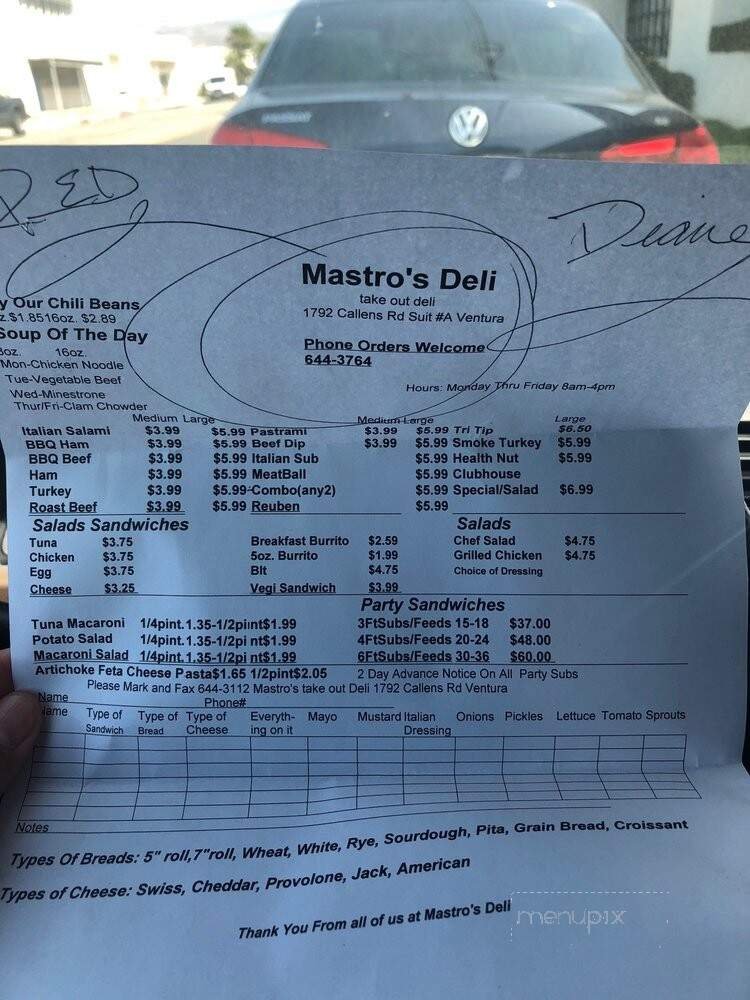 PASSAT
RED
Diane
Mastro's Deli
take out deli
1792 Callens Rd Suit #A Ventura
Phone Orders Welcome
644-3764
Hours: Monday Thru Friday 8am-4pm
y Our Chili Beans
z.$1.8516oz. $2.89
Soup Of The Day
8oz. 16oz.
Mon-Chicken Noodle
Tue-Vegetable Beef
Wed-Minestrone
Thur/Fri-Clam Chowder
Medium Large Medium Large Large
Italian Salami $3.99 $5.99 Pastrami $3.99 $5.99 Tri Tip $6.50
BBQ Ham $3.99 $5.99 Beef Dip $3.99 $5.99 Smoke Turkey $5.99
BBQ Beef $3.99 $5.99 Italian Sub $5.99 Health Nut $5.99
Ham $3.99 $5.99 MeatBall $5.99 Clubhouse
Turkey $3.99 $5.99 Combo(any2) $5.99 Special/Salad $6.99
Roast Beef $3.99 $5.99 Reuben $5.99
Salads Sandwiches Salads
Tuna $3.75 Breakfast Burrito $2.59 Chef Salad $4.75
Chicken $3.75 5oz. Burrito $1.99 Grilled Chicken $4.75
Egg $3.75 Blt $4.75 Choice of Dressing
Cheese $3.25 Vegi Sandwich $3.99
Party Sandwiches
Tuna Macaroni 1/4pint.1.35-1/2piint$1.99 3FtSubs/Feeds 15-18 $37.00
Potato Salad 1/4pint.1.35-1/2pi nt$1.99 4FtSubs/Feeds 20-24 $48.00
Macaroni Salad 1/4pint.1.35-1/2pi nt$1.99 6FtSubs/Feeds 30-36 $60.00
Artichoke Feta Cheese Pasta$1.65 1/2pint$2.05 2 Day Advance Notice On All Party Subs
Please Mark and Fax 644-3112 Mastro's take out Deli 1792 Callens Rd Ventura
Name Phone#
ame Type of Sandwich Type of Bread Type of Cheese Everyth-ing on it Mayo Mustard Italian Dressing Onions Pickles Lettuce Tomato Sprouts
Notes
Types Of Breads: 5" roll,7"roll, Wheat, White, Rye, Sourdough, Pita, Grain Bread, Croissant
Types of Cheese: Swiss, Cheddar, Provolone, Jack, American
Thank You From all of us at Mastro's Deli
menupix